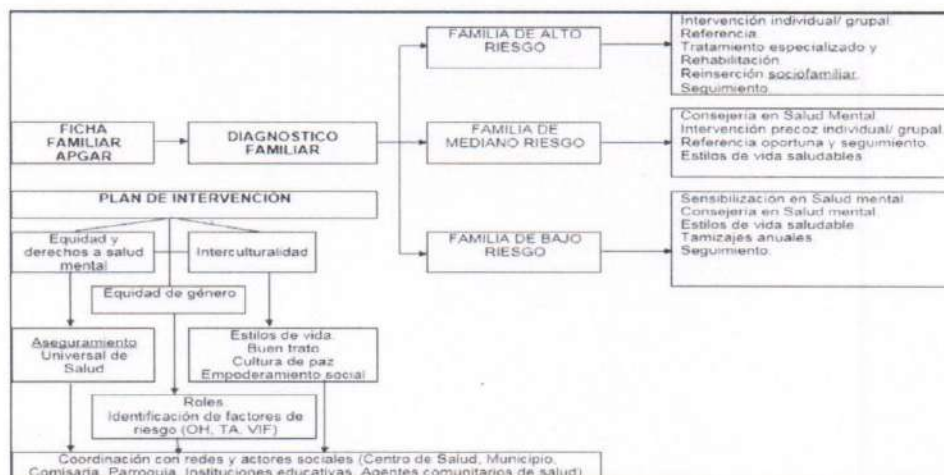 FAMILIA DE ALTO
RIESGO
Intervención individual/ grupal.
Referencia.
Tratamiento especializado y
Rehabilitación
Reinserción sociofamiliar.
Seguimiento.
FICHA
FAMILIAR
APGAR
DIAGNOSTICO
FAMILIAR
FAMILIA DE
MEDIANO RIESGO
Consejería en Salud Mental.
Intervención precoz individual/ grupal.
Referencia oportuna y seguimiento.
Estilos de vida saludables.
PLAN DE INTERVENCIÓN
Equidad y
derechos a salud
mental
Interculturalidad
FAMILIA DE BAJO
RIESGO
Sensibilización en Salud mental.
Consejería en Salud mental.
Estilos de vida saludable.
Tamizajes anuales
Seguimiento.
Equidad de género
Aseguramiento
Universal de
Salud
Estilos de vida
Buen trato
Cultura de paz
Empoderamiento social
Roles
Identificación de factores de
riesgo (OH, TA, VIF)
Coordinación con redes y actores sociales (Centro de Salud, Municipio,
Comisaría, Parroquia, Instituciones educativas, Agentes comunitarios de salud)